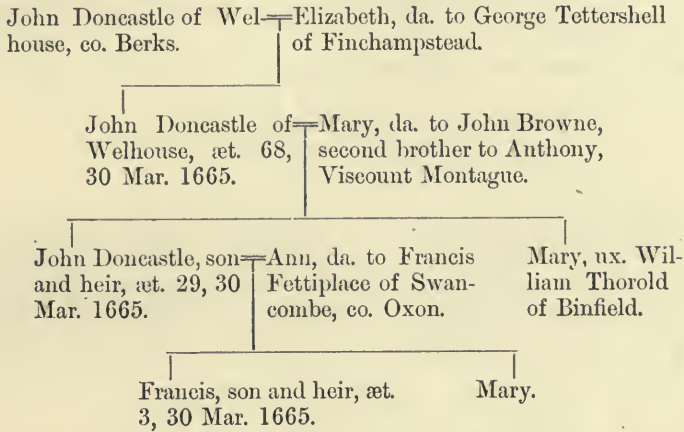 John Doncastle of Wel-
house, co. Berks.
Elizabeth, da. to George Tettershell
of Finchampstead.
John Doncastle of
Welhouse, æt. 68,
30 Mar. 1665.
Mary, da. to John Browne,
second brother to Anthony,
Viscount Montague.
John Doncastle, son
and heir, æt. 29, 30
Mar. 1665.
Ann, da. to Francis
Fettiplace of Swan-
combe, co. Oxon.
Mary, ux. Wil-
liam Thorold
of Binfield.
Francis, son and heir, æt.
3, 30 Mar. 1665.
Mary.